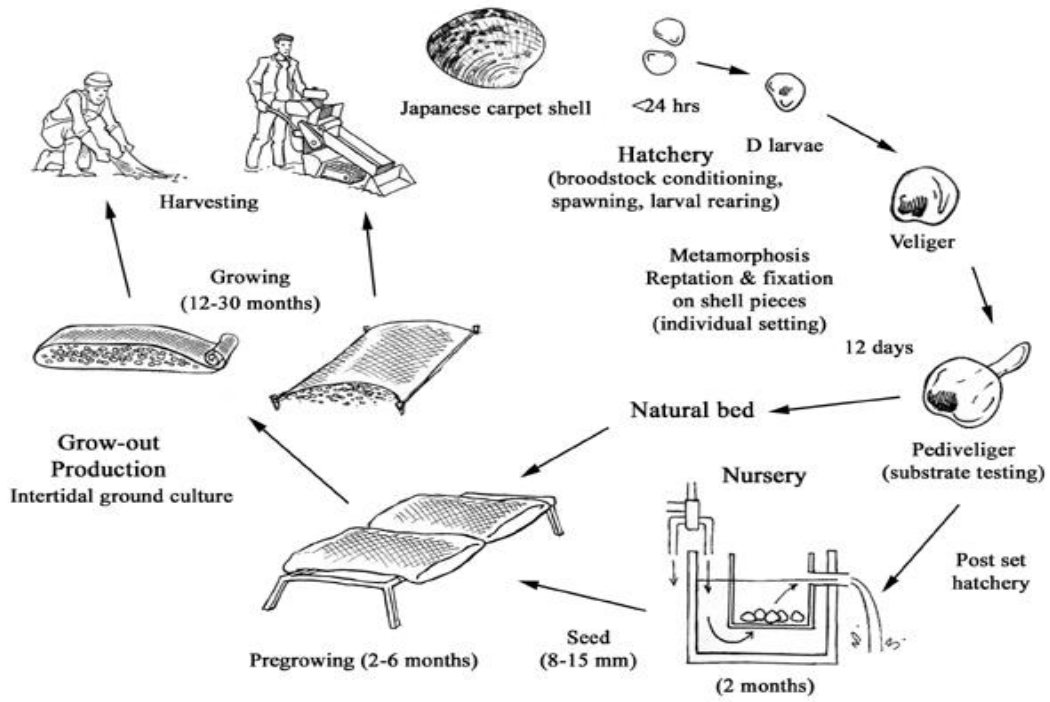 Japanese carpet shell
<24 hrs
D larvae
Hatchery
(broodstock conditioning,
spawning, larval rearing)
Veliger
Metamorphosis
Reptation & fixation
on shell pieces
(individual setting)
12 days
Pediveliger
(substrate testing)
Natural bed
Nursery
Post set
hatchery
(2 months)
Seed
(8-15 mm)
Pregrowing (2-6 months)
Grow-out
Production
Intertidal ground culture
Growing
(12-30 months)
Harvesting